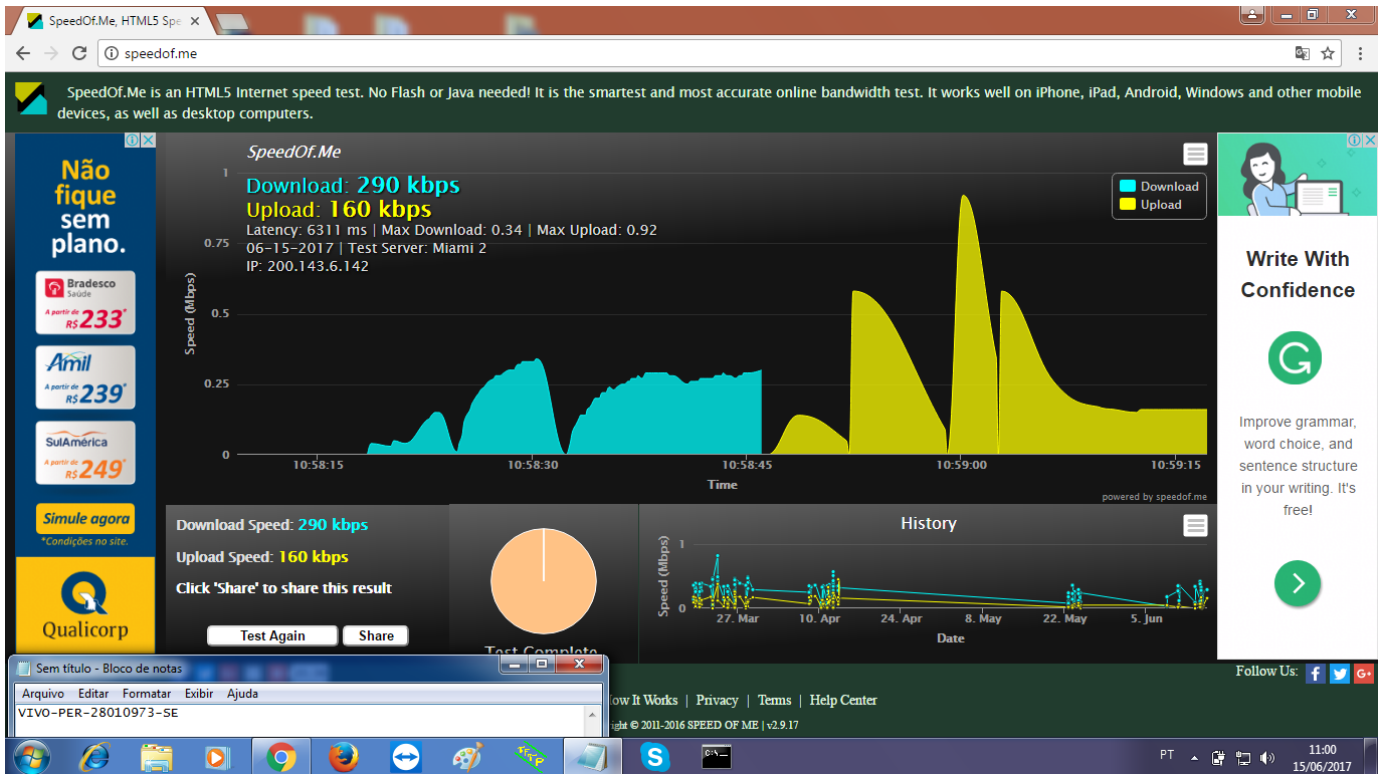 SpeedOf.Me, HTML5 Spe
speedof.me
SpeedOf.Me is an HTML5 Internet speed test. No Flash or Java needed! It is the smartest and most accurate online bandwidth test. It works well on iPhone, iPad, Android, Windows and other mobile
devices, as well as desktop computers.
Não
fique
sem
plano.
Bradesco
Saúde
A partir de
R$ 233*
Amil
A partir de
R$ 239*
SulAmérica
A partir de
R$ 249*
Simule agora
*Condições no site.
Qualicorp
SpeedOf.Me
Download: 290 kbps
Upload: 160 kbps
Latency: 6311 ms | Max Download: 0.34 | Max Upload: 0.92
06-15-2017 | Test Server: Miami 2
IP: 200.143.6.142
Download
Upload
Speed (Mbps)
1
0.75
0.5
0.25
0
10:58:15
10:58:30
10:58:45
10:59:00
10:59:15
Time
powered by speedof.me
Download Speed: 290 kbps
Upload Speed: 160 kbps
Click 'Share' to share this result
Test Again
Share
Test Complete
History
Speed (Mbps)
1
0
27. Mar
10. Apr
24. Apr
8. May
22. May
5. Jun
Date
Write With
Confidence
G
Improve grammar,
word choice, and
sentence structure
in your writing. It's
free!
Follow Us:
f
G+
ow It Works | Privacy | Terms | Help Center
ight © 2011-2016 SPEED OF ME | v2.9.17
Sem título - Bloco de notas
Arquivo Editar Formatar Exibir Ajuda
VIVO-PER-28010973-SE
TFTP
S
C:\
PT
11:00
15/06/2017